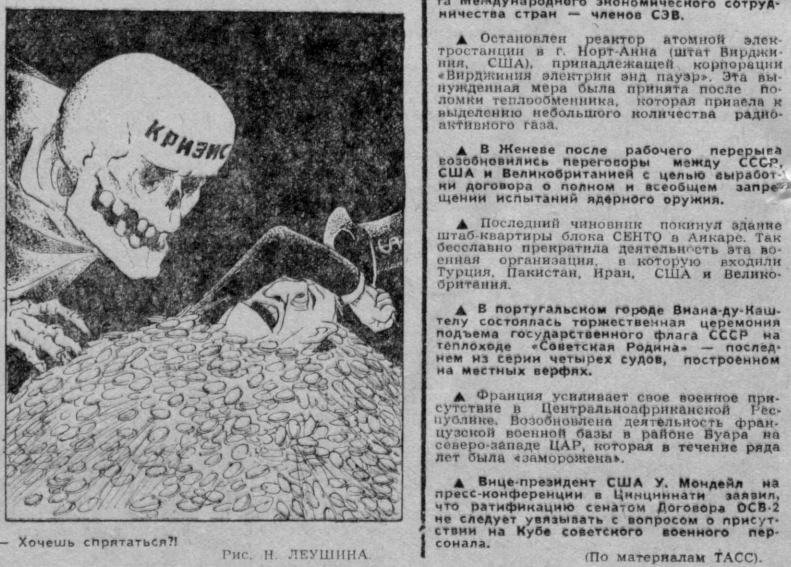 КРИЗИС
— Хочешь спрятаться?!
Рис. Н. ЛЕУШИНА.
та международного экономического сотруд-
ничества стран — членов СЭВ.
▲ Остановлен реактор атомной элек-
тростанции в г. Норт-Анна (штат Вирджи-
ния, США), принадлежащей корпорации
«Вирджиния электрик энд пауэр». Эта вы-
нужденная мера была принята после по-
ломки теплообменника, которая привела к
выделению небольшого количества радио-
активного газа.
▲ В Женеве после рабочего перерыва
возобновились переговоры между СССР,
США и Великобританией с целью выработ-
ки договора о полном и всеобщем запре-
щении испытаний ядерного оружия.
▲ Последний чиновник покинул здание
штаб-квартиры блока СЕНТО в Анкаре. Так
бесславно прекратила деятельность эта во-
енная организация, в которую входили
Турция, Пакистан, Иран, США и Велико-
британия.
▲ В португальском городе Виана-ду-Каш-
телу состоялась торжественная церемония
подъема государственного флага СССР на
теплоходе «Советская Родина» — послед-
нем из серии четырех судов, построенном
на местных верфях.
▲ Франция усиливает свое военное при-
сутствие в Центральноафриканской Рес-
публике. Возобновлена деятельность фран-
цузской военной базы в районе Буара на
северо-западе ЦАР, которая в течение ряда
лет была «заморожена».
▲ Вице-президент США У. Мондейл на
пресс-конференции в Цинциннати заявил,
что ратификацию сенатом Договора ОСВ-2
не следует увязывать с вопросом о присут-
ствии на Кубе советского военного пер-
сонала.
(По материалам ТАСС).